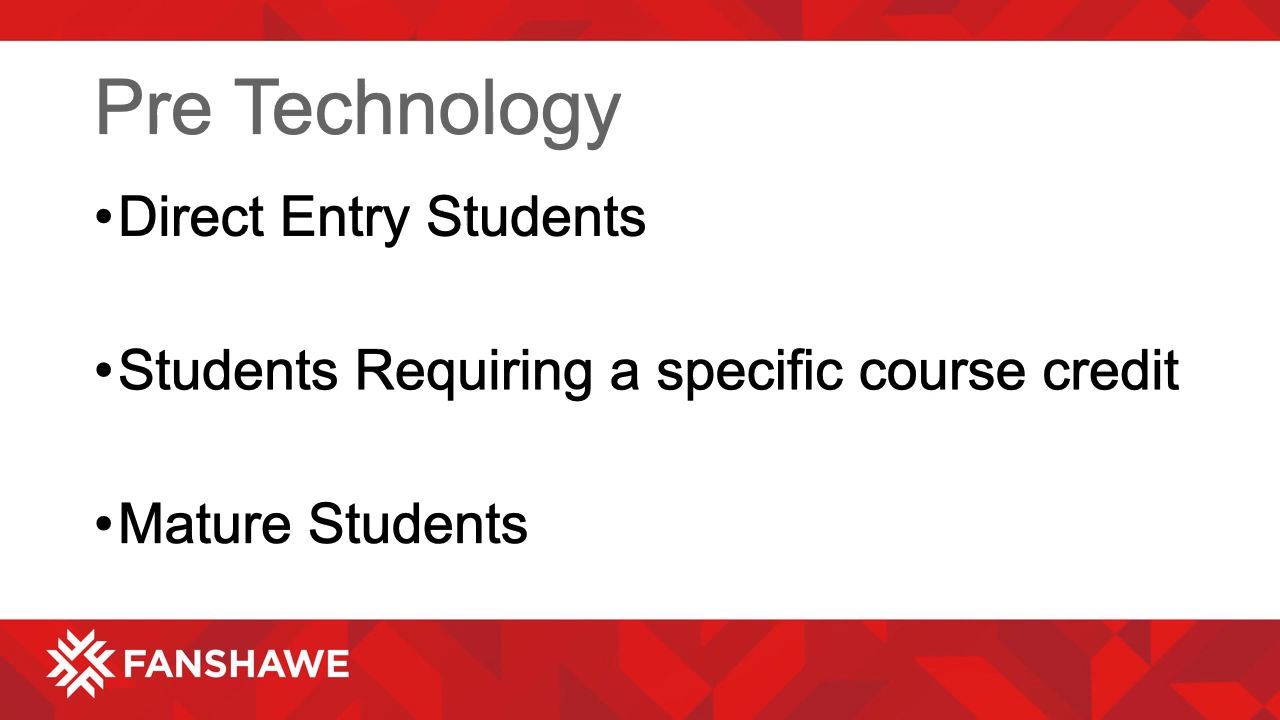 Pre Technology
•Direct Entry Students
•Students Requiring a specific course credit
•Mature Students
FANSHAWE